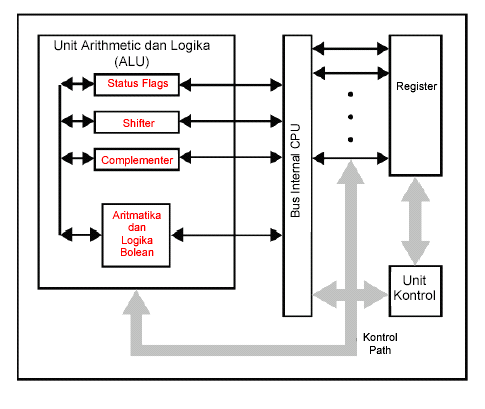 Unit Arithmetic dan Logika
(ALU)
Status Flags
Shifter
Complementer
Aritmatika
dan
Logika
Bolean
Bus Internal CPU
Register
Unit
Kontrol
Kontrol
Path